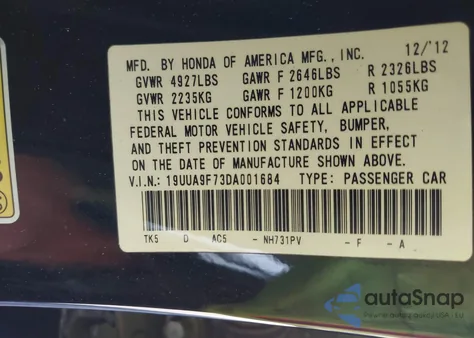 MFD. BY HONDA OF AMERICA MFG., INC. 12/'12
GVWR 4927LBS GAWR F 2646LBS R 2326LBS
GVWR 2235KG GAWR F 1200KG R 1055KG
THIS VEHICLE CONFORMS TO ALL APPLICABLE
FEDERAL MOTOR VEHICLE SAFETY, BUMPER,
AND THEFT PREVENTION STANDARDS IN EFFECT
ON THE DATE OF MANUFACTURE SHOWN ABOVE.
V.I.N.: 19UUA9F73DA001684 TYPE: PASSENGER CAR
TK5 D AC5 - NH731PV - F - A
autoSnap